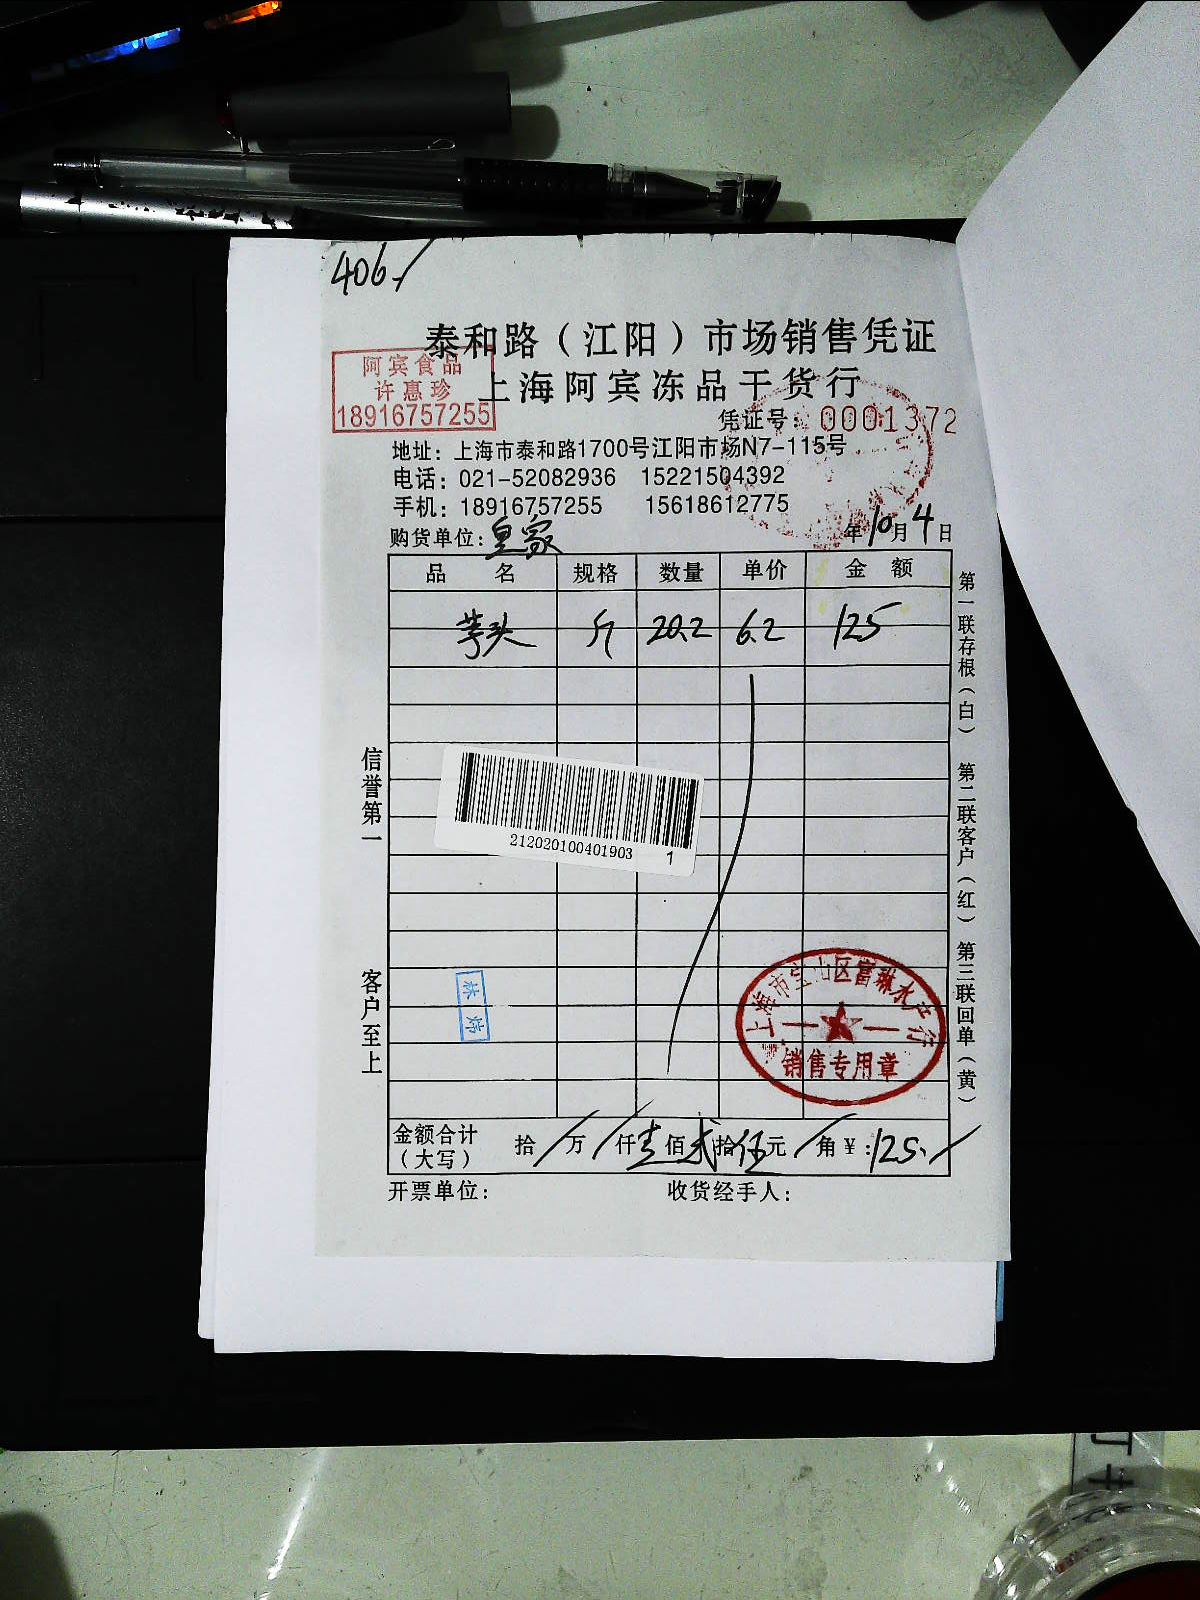 406
泰和路（江阳）市场销售凭证
阿宾食品
许惠珍
18916757255
上海阿宾冻品干货行
凭证号：0001372
地址：上海市泰和路1700号江阳市场N7-115号
电话：021-52082936 15221504392
手机：18916757255 15618612775
购货单位：皇家
年10月4日
品名 规格 数量 单价 金额
芋头 斤 20.2 6.2 125
信誉第一
客户至上
212020100401903 1
林炜
上海市宝山区富琳水产行
销售专用章
第一联存根（白） 第二联客户（红） 第三联回单（黄）
金额合计（大写） 拾/万/仟壹佰贰拾伍元/角¥：125.
开票单位： 收货经手人：